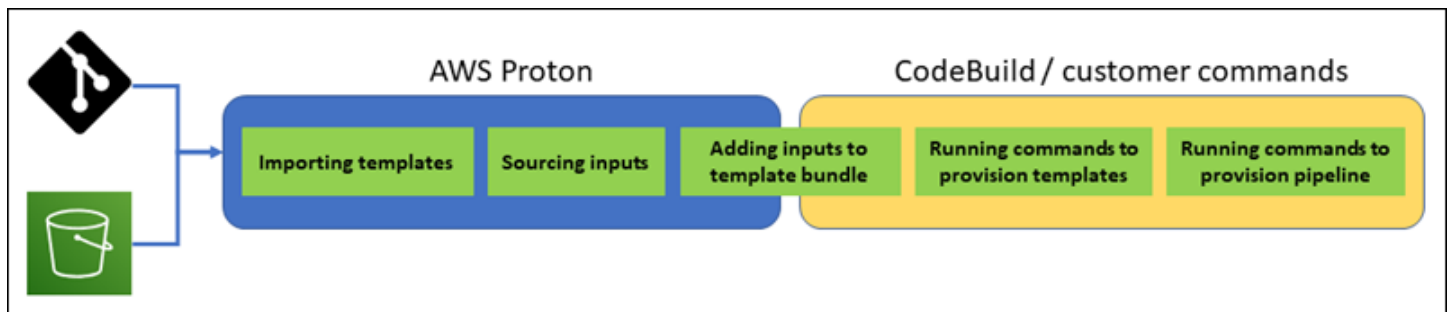 AWS Proton
CodeBuild / customer commands
Importing templates
Sourcing inputs
Adding inputs to
template bundle
Running commands to
provision templates
Running commands to
provision pipeline